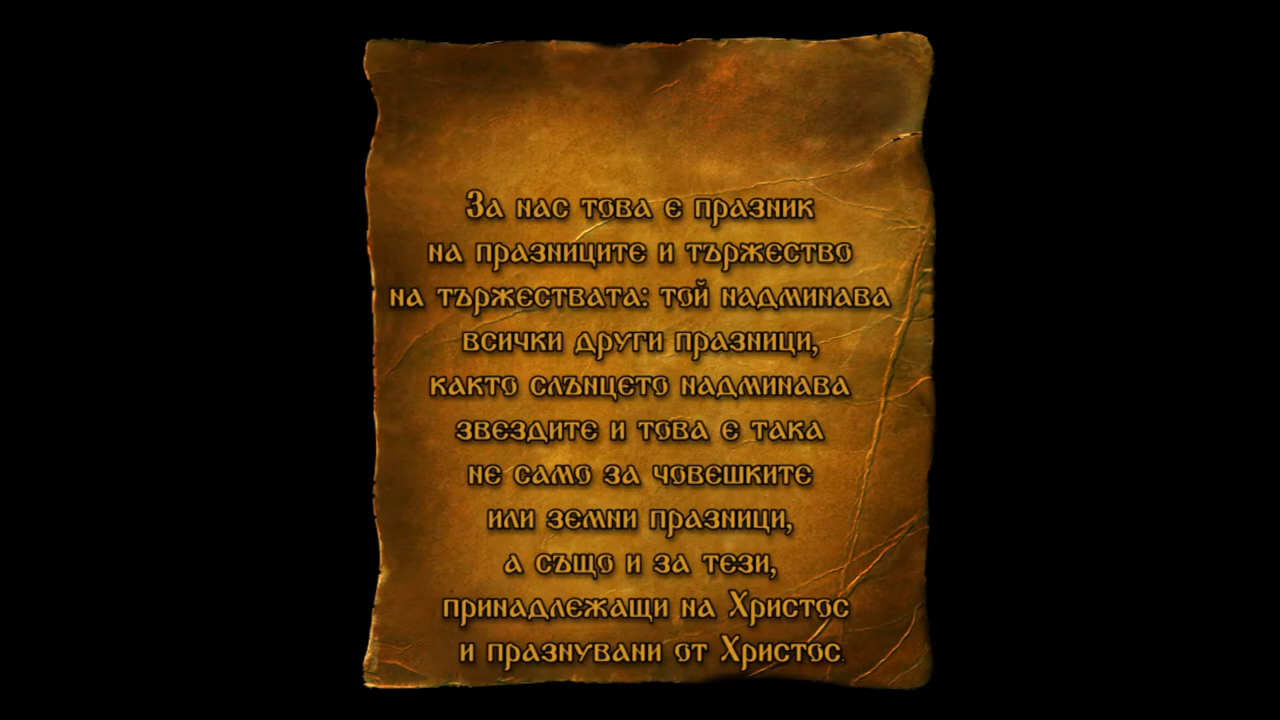 За нас това е празник
на празниците и тържество
на тържествата: той надминава
всички други празници,
както слънцето надминава
звездите и това е така
не само за човешките
или земни празници,
а също и за тези,
принадлежащи на Христос
и празнувани от Христос.